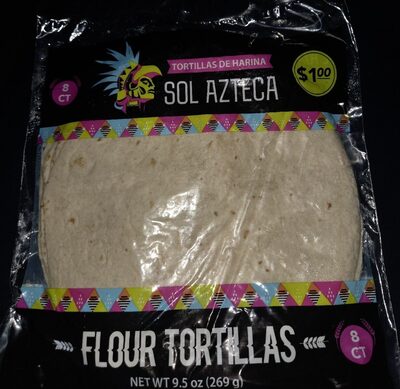 TORTILLAS DE HARINA
SOL AZTECA
$1.00
8
CT
FLOUR TORTILLAS
8
CT
NET WT 9.5 oz (269 g)